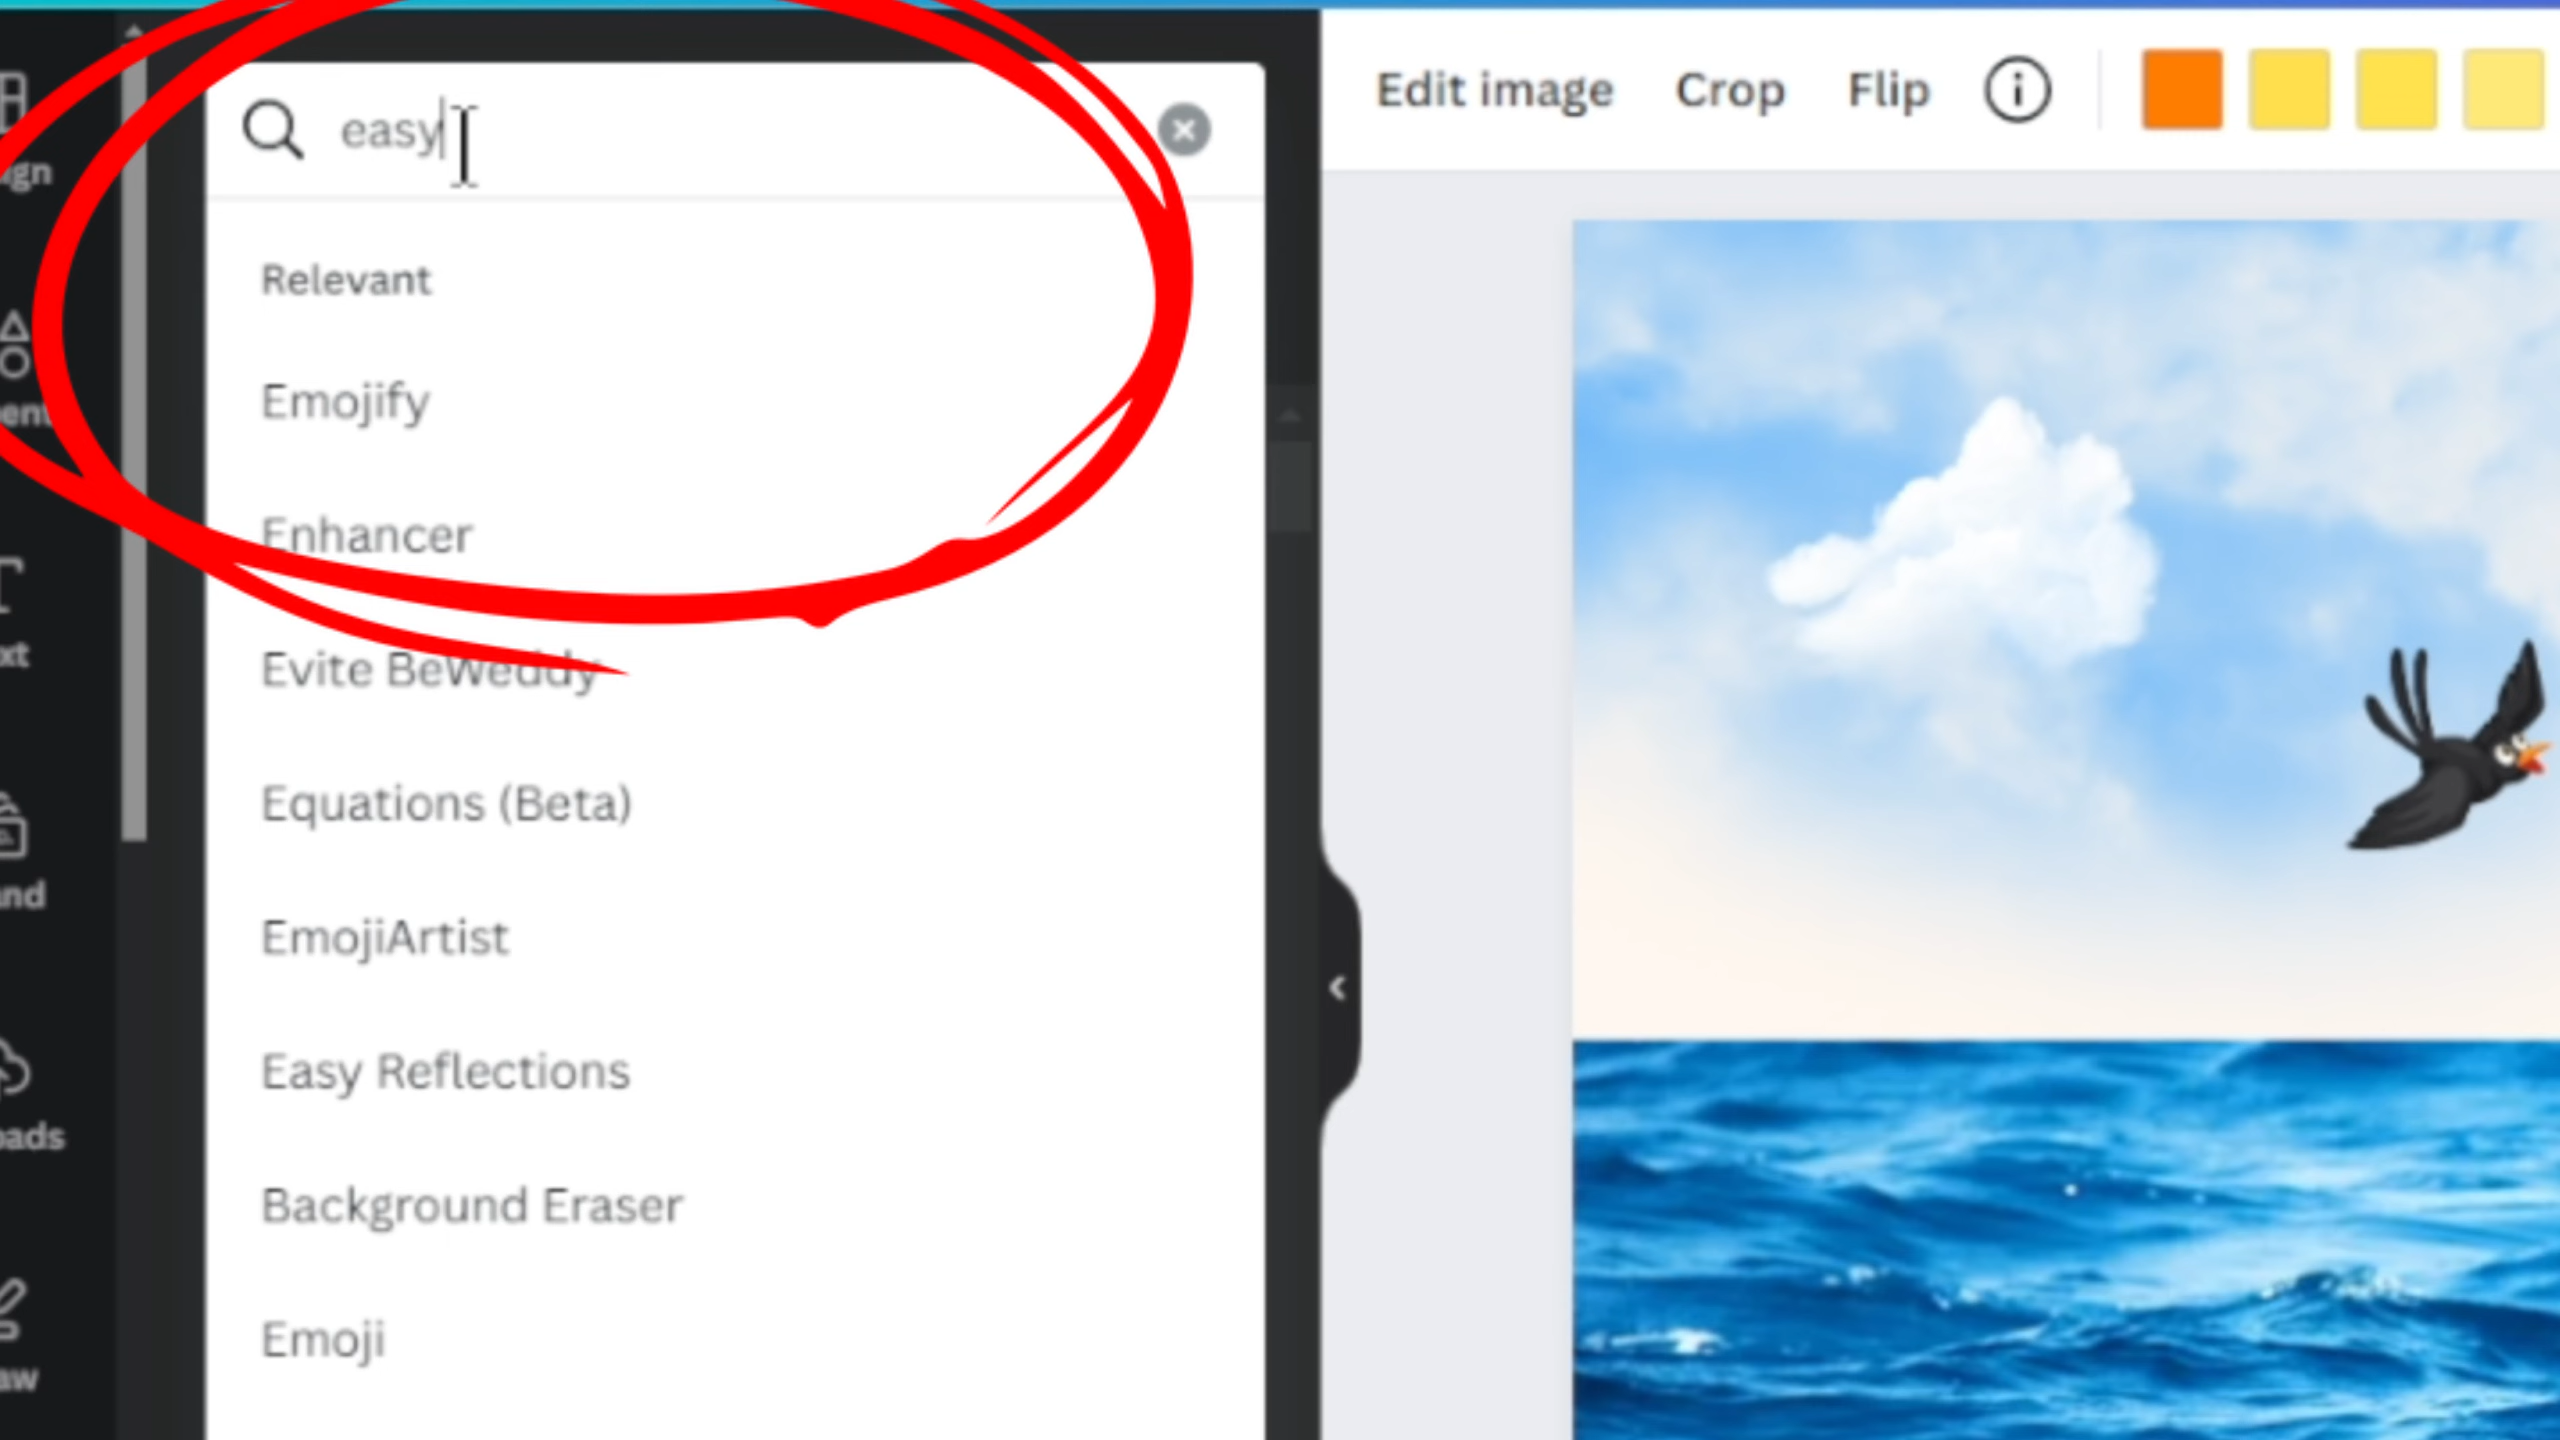 easy
Edit image Crop Flip
Relevant
Emojify
Enhancer
Evite BeWeddy
Equations (Beta)
EmojiArtist
Easy Reflections
Background Eraser
Emoji